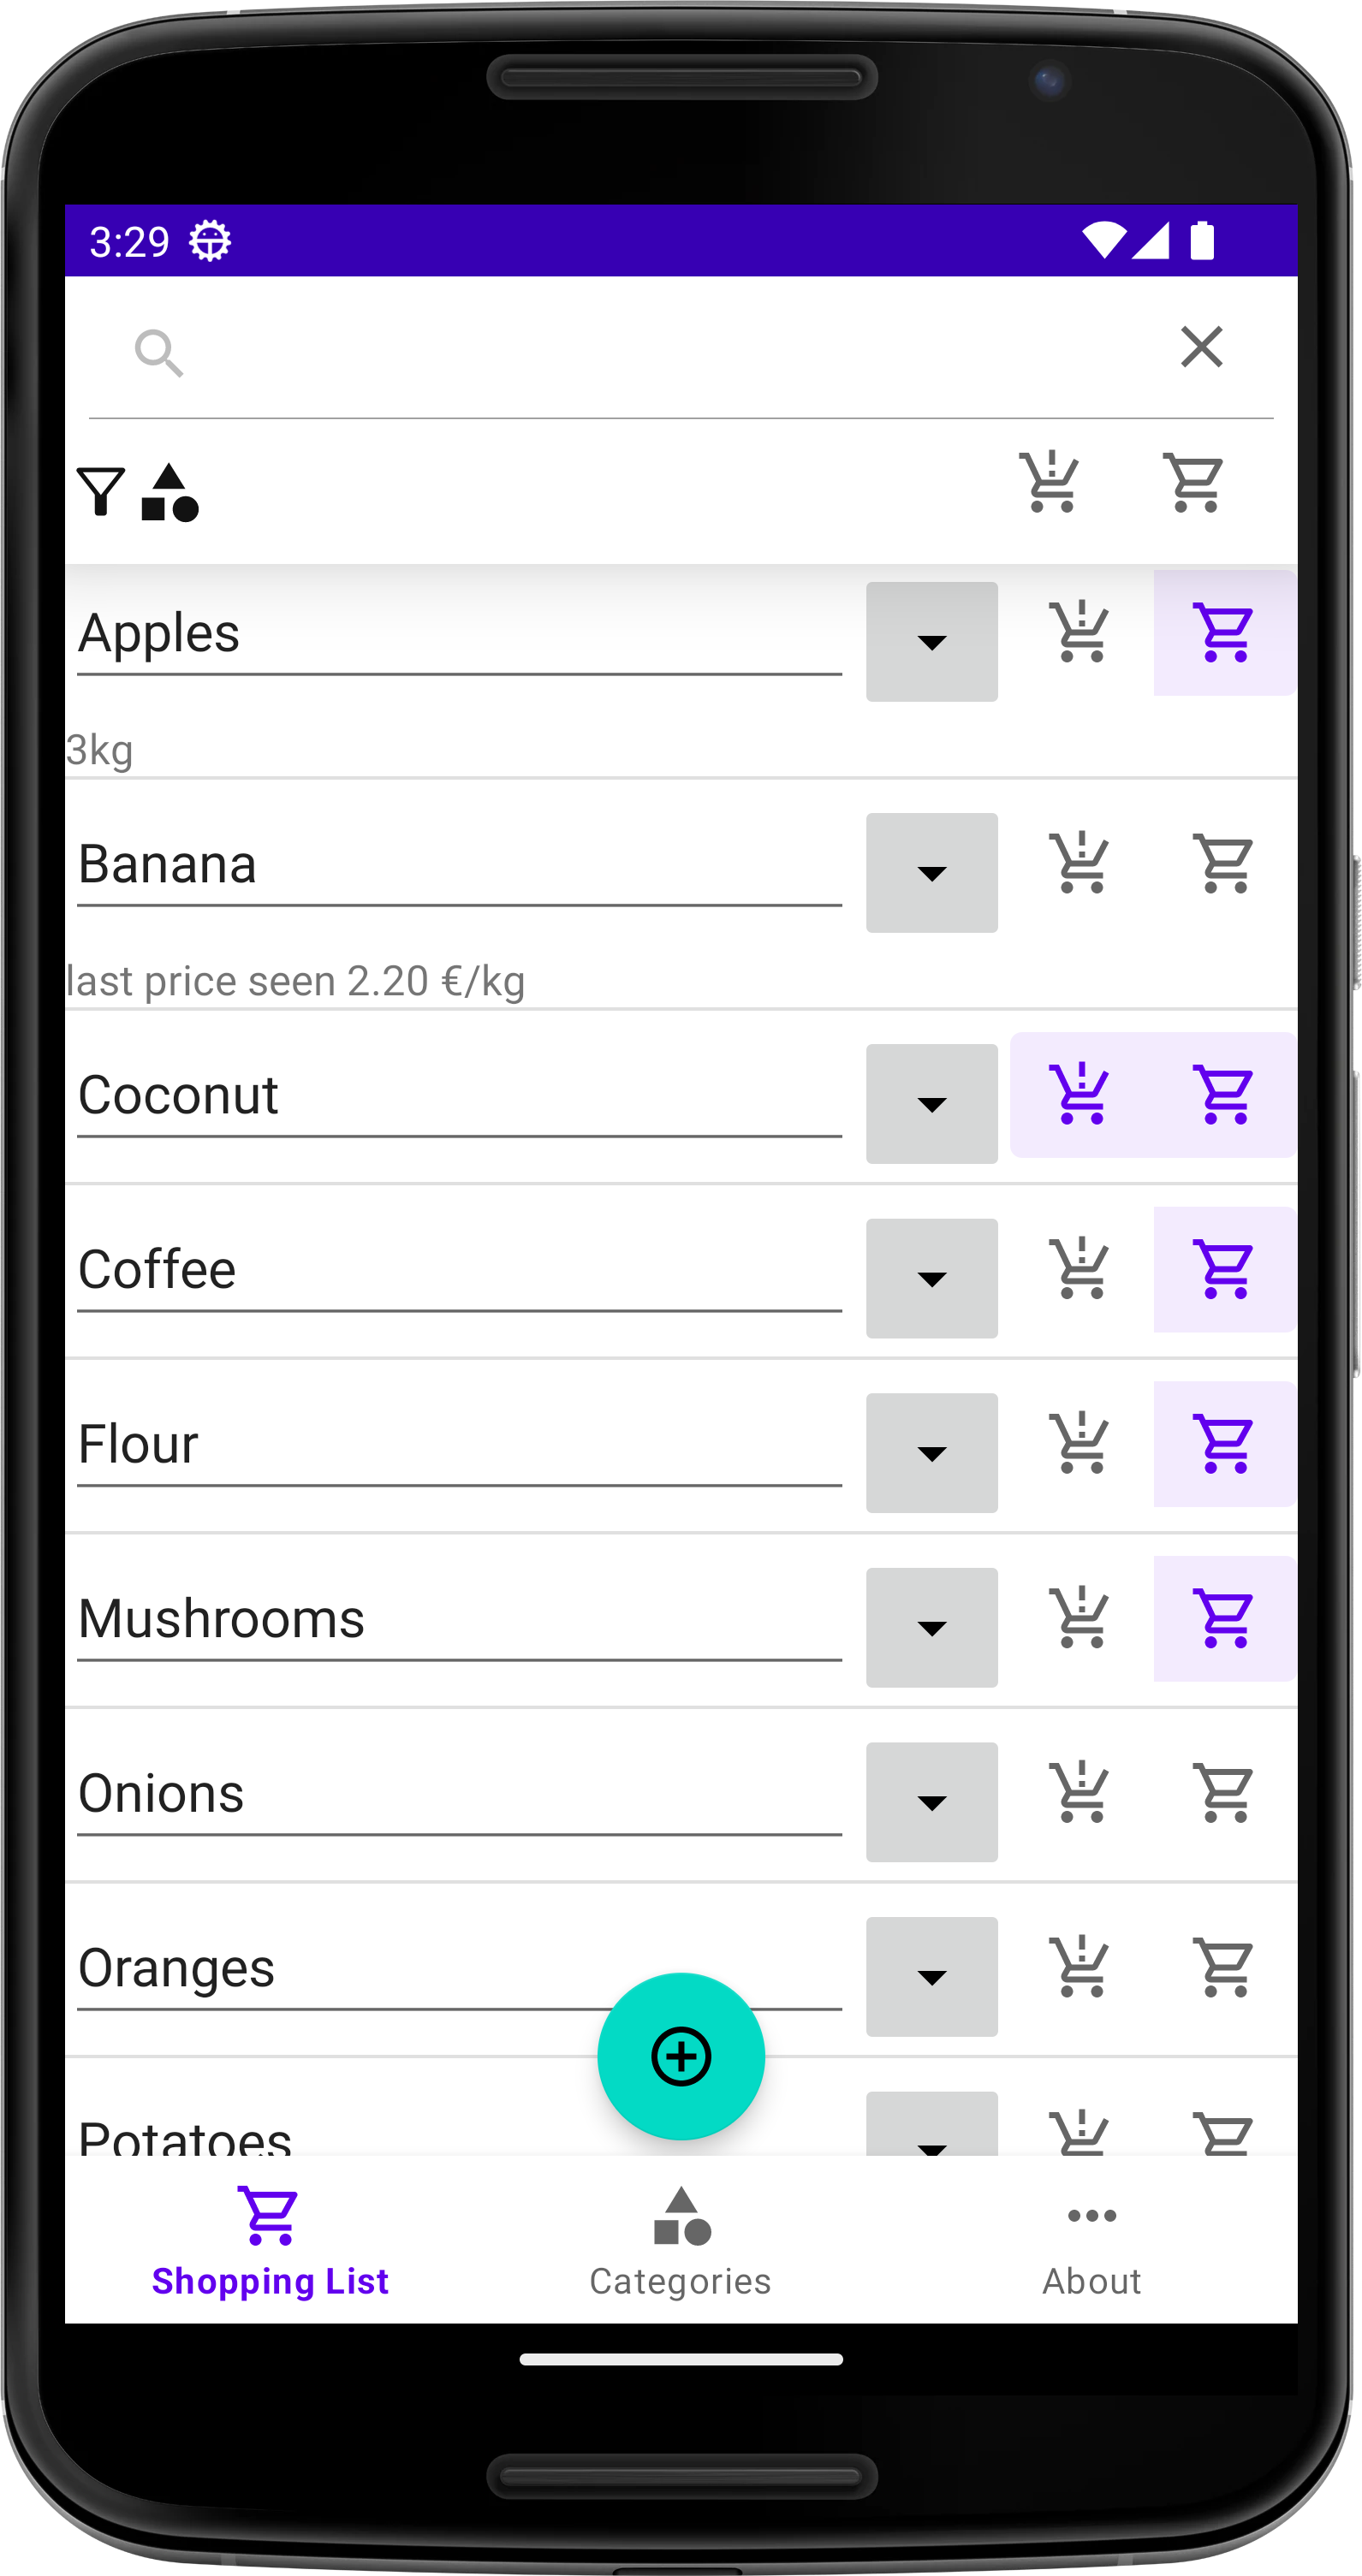 3:29
Apples
3kg
Banana
last price seen 2.20 €/kg
Coconut
Coffee
Flour
Mushrooms
Onions
Oranges
Potatoes
Shopping List
Categories
About